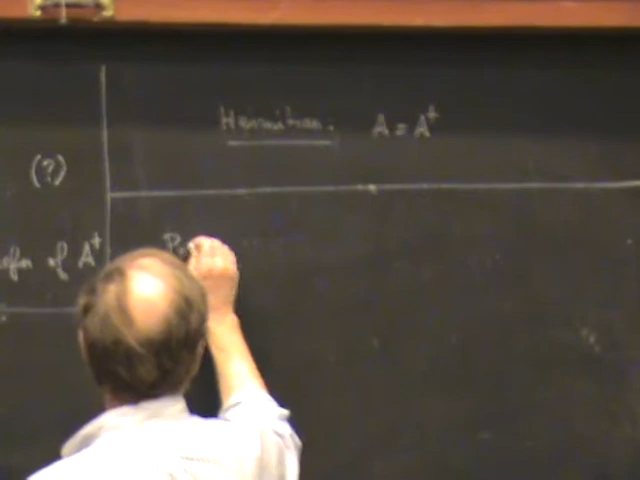 (?)
of A†
Hermitian: A = A†